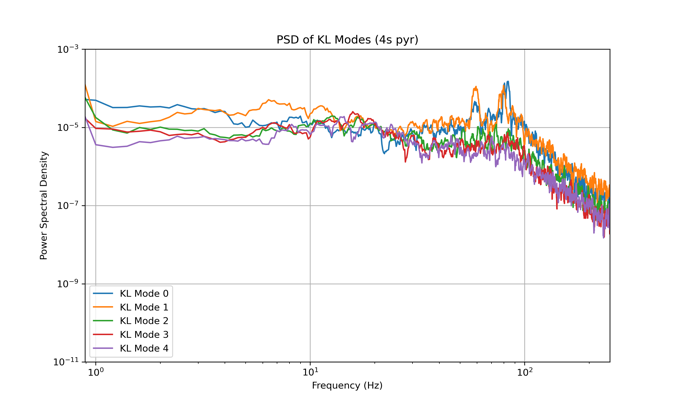 PSD of KL Modes (4s pyr)
Power Spectral Density
10⁻³
10⁻⁵
10⁻⁷
10⁻⁹
10⁻¹¹
KL Mode 0
KL Mode 1
KL Mode 2
KL Mode 3
KL Mode 4
10⁰ 10¹ 10²
Frequency (Hz)